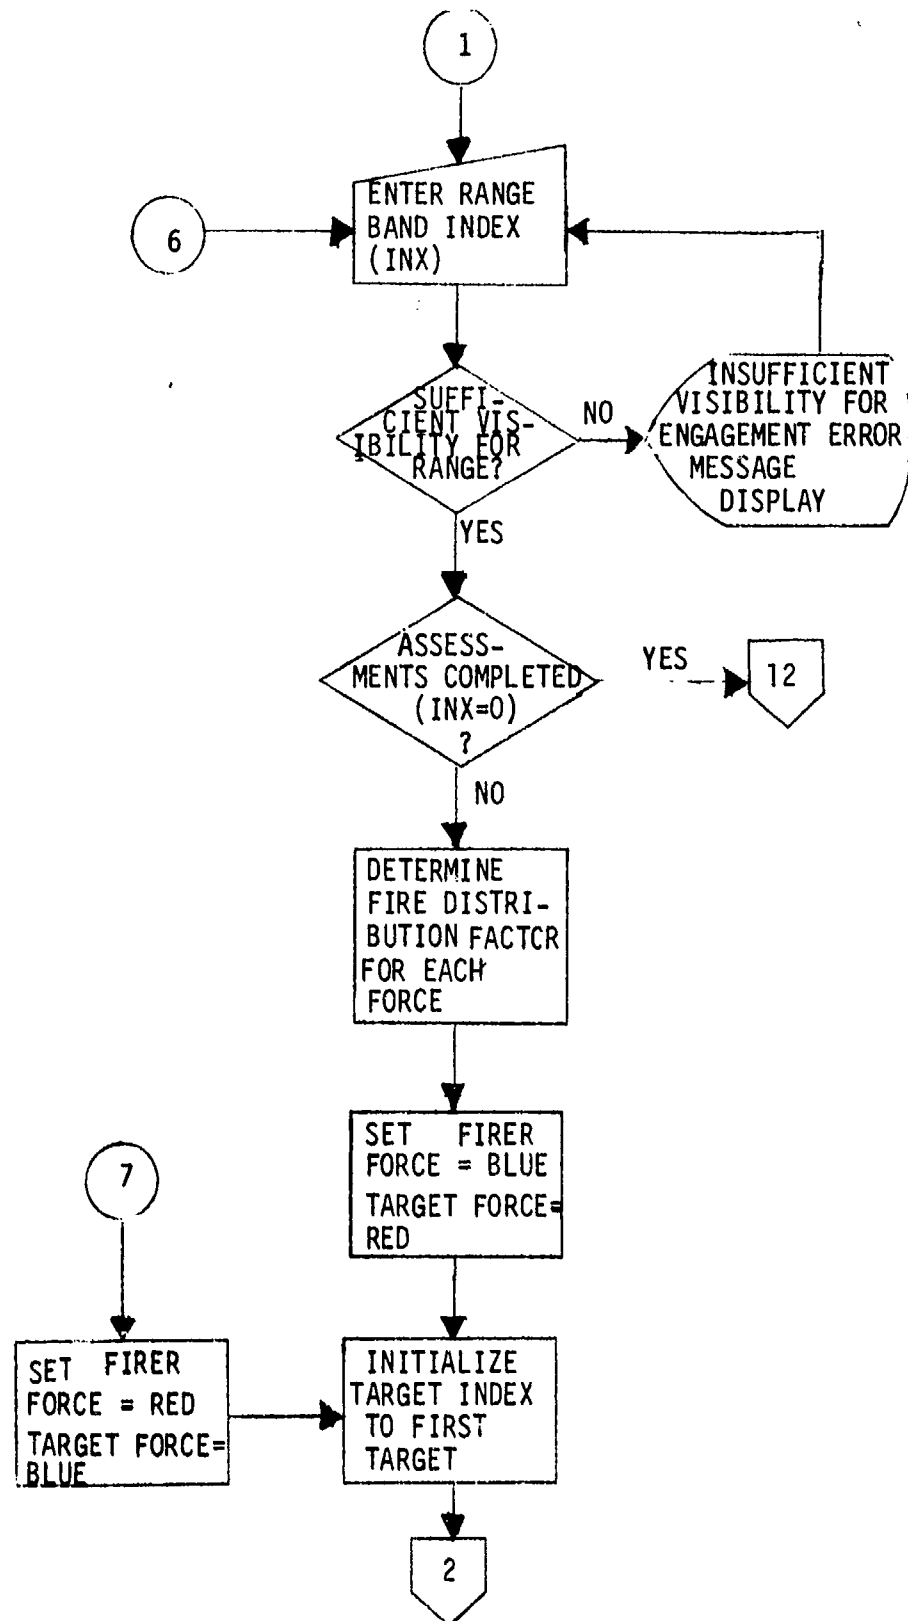 1
ENTER RANGE
BAND INDEX
(INX)
6
SUFFI-
CIENT VIS-
IBILITY FOR
RANGE?
NO
INSUFFICIENT
VISIBILITY FOR
ENGAGEMENT ERROR
MESSAGE
DISPLAY
YES
ASSESS-
MENTS COMPLETED
(INX=0)
?
YES
12
NO
DETERMINE
FIRE DISTRI-
BUTION FACTCR
FOR EACH
FORCE
SET FIRER
FORCE = BLUE
TARGET FORCE=
RED
7
SET FIRER
FORCE = RED
TARGET FORCE=
BLUE
INITIALIZE
TARGET INDEX
TO FIRST
TARGET
2